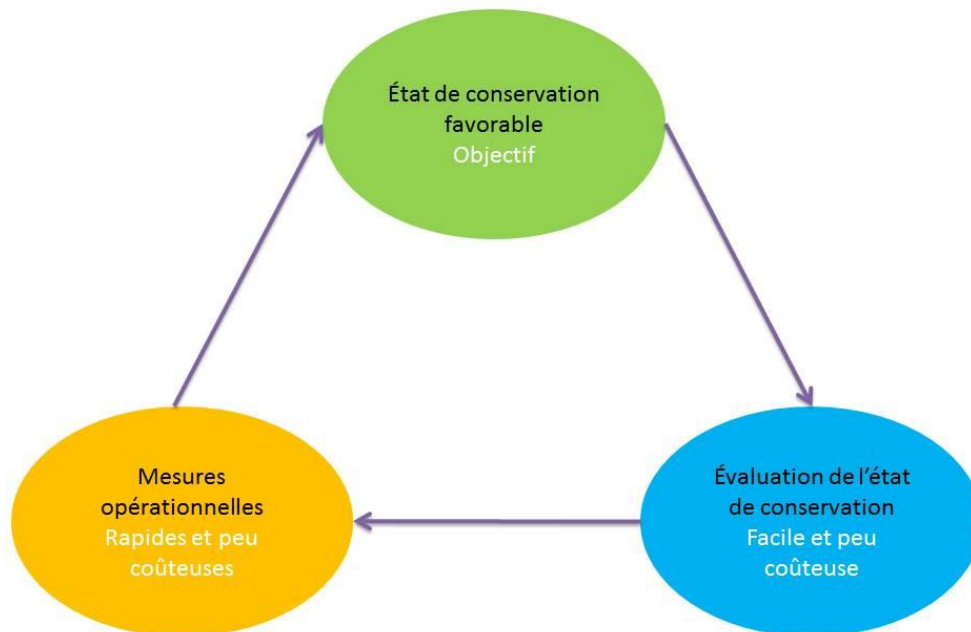 État de conservation
favorable
Objectif
Mesures
opérationnelles
Rapides et peu
coûteuses
Évaluation de l’état
de conservation
Facile et peu
coûteuse